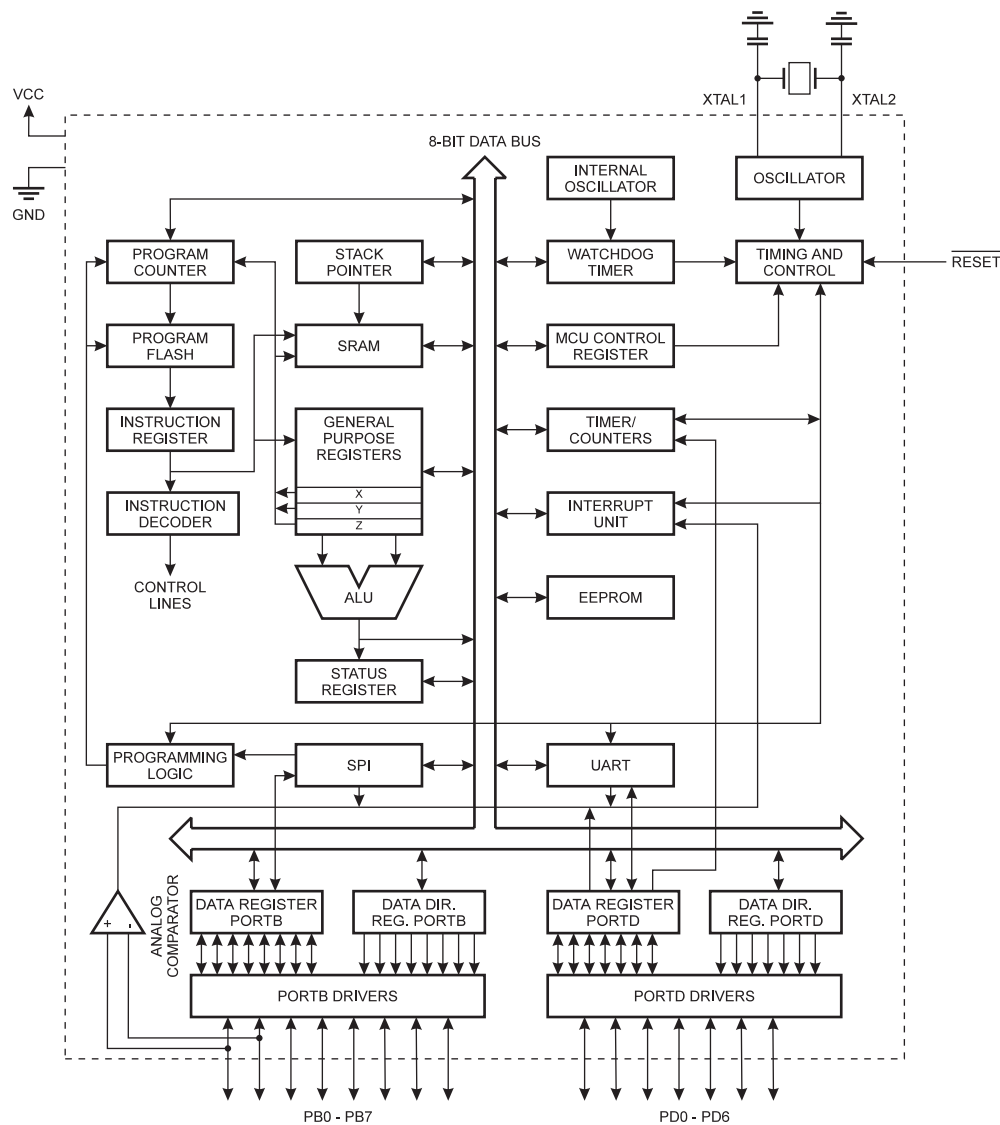 XTAL1
XTAL2
VCC
GND
8-BIT DATA BUS
INTERNAL
OSCILLATOR
OSCILLATOR
PROGRAM
COUNTER
STACK
POINTER
WATCHDOG
TIMER
TIMING AND
CONTROL
RESET
PROGRAM
FLASH
SRAM
MCU CONTROL
REGISTER
INSTRUCTION
REGISTER
GENERAL
PURPOSE
REGISTERS
X
Y
Z
TIMER/
COUNTERS
INSTRUCTION
DECODER
INTERRUPT
UNIT
CONTROL
LINES
ALU
EEPROM
STATUS
REGISTER
PROGRAMMING
LOGIC
SPI
UART
ANALOG
COMPARATOR
+
-
DATA REGISTER
PORTB
DATA DIR.
REG. PORTB
DATA REGISTER
PORTD
DATA DIR.
REG. PORTD
PORTB DRIVERS
PORTD DRIVERS
PB0 - PB7
PD0 - PD6